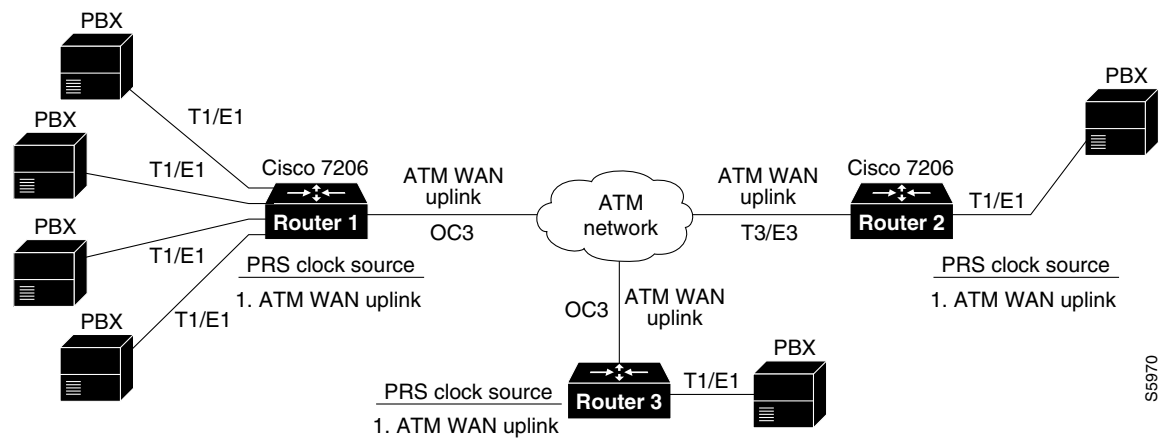 PBX
T1/E1
PBX
T1/E1
PBX
T1/E1
PBX
T1/E1
Cisco 7206
Router 1
PRS clock source
1. ATM WAN uplink
ATM WAN
uplink
OC3
ATM
network
ATM WAN
uplink
T3/E3
Cisco 7206
Router 2
T1/E1
PBX
PRS clock source
1. ATM WAN uplink
OC3
ATM WAN
uplink
Router 3
T1/E1
PBX
PRS clock source
1. ATM WAN uplink
S5970